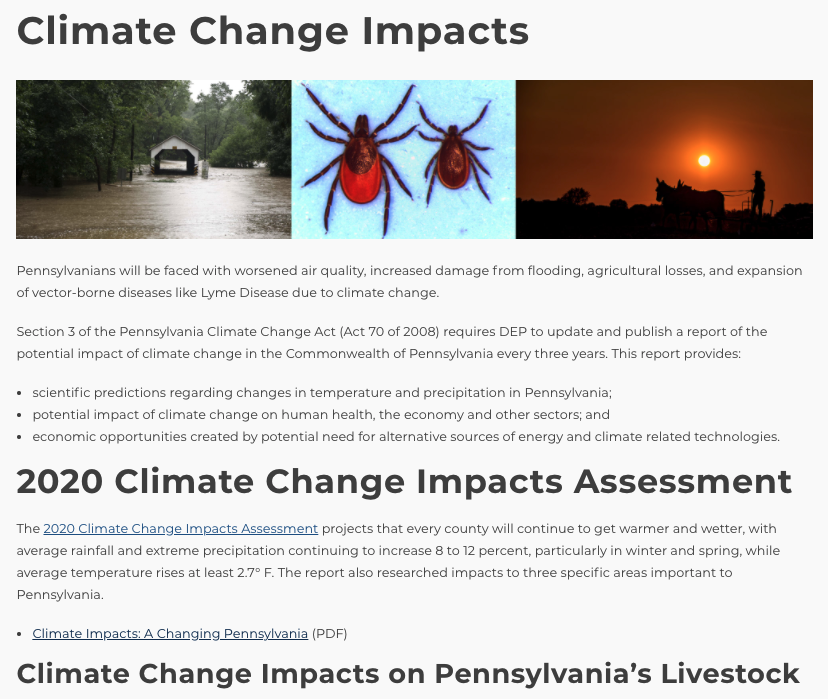 Climate Change Impacts
Pennsylvanians will be faced with worsened air quality, increased damage from flooding, agricultural losses, and expansion
of vector-borne diseases like Lyme Disease due to climate change.
Section 3 of the Pennsylvania Climate Change Act (Act 70 of 2008) requires DEP to update and publish a report of the
potential impact of climate change in the Commonwealth of Pennsylvania every three years. This report provides:
• scientific predictions regarding changes in temperature and precipitation in Pennsylvania;
• potential impact of climate change on human health, the economy and other sectors; and
• economic opportunities created by potential need for alternative sources of energy and climate related technologies.
2020 Climate Change Impacts Assessment
The 2020 Climate Change Impacts Assessment projects that every county will continue to get warmer and wetter, with
average rainfall and extreme precipitation continuing to increase 8 to 12 percent, particularly in winter and spring, while
average temperature rises at least 2.7° F. The report also researched impacts to three specific areas important to
Pennsylvania.
• Climate Impacts: A Changing Pennsylvania (PDF)
Climate Change Impacts on Pennsylvania’s Livestock